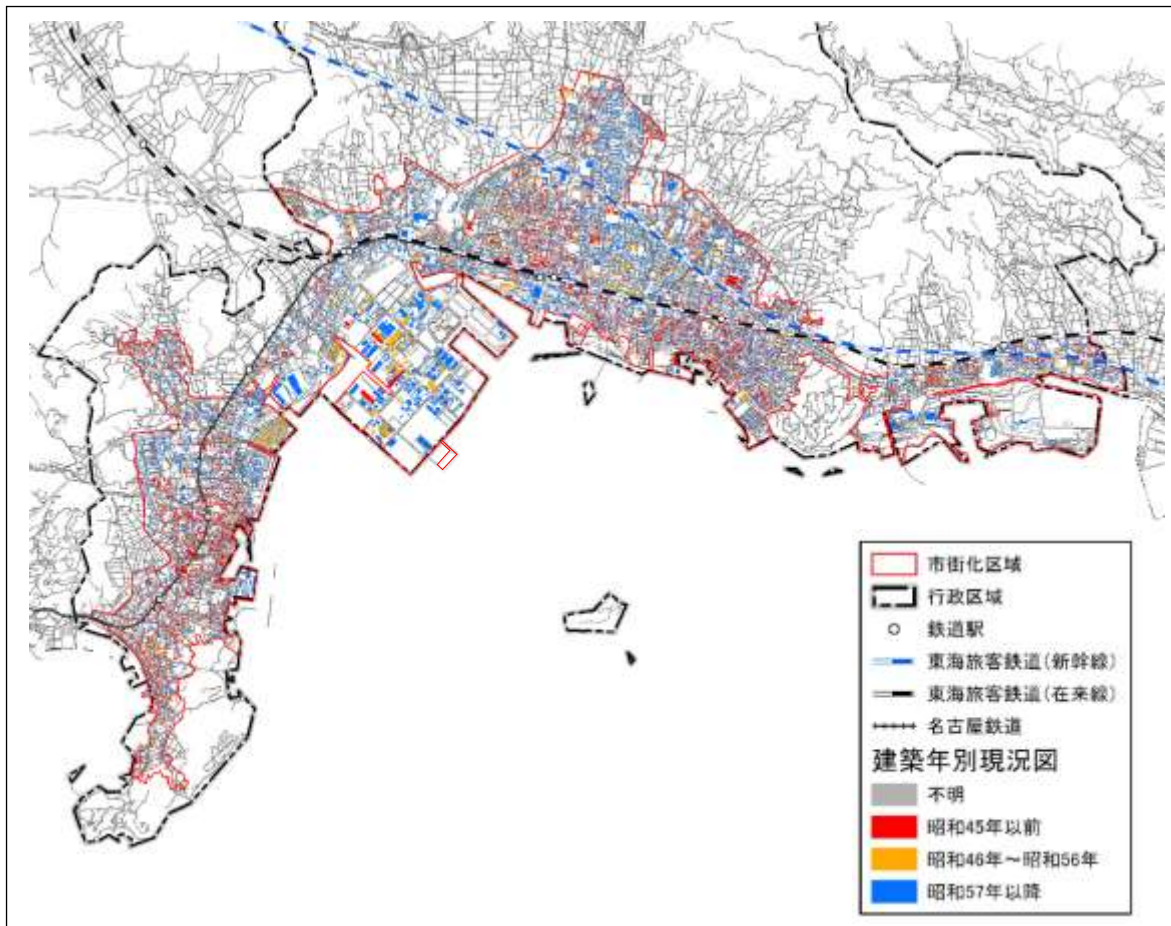 市街化区域
行政区域
鉄道駅
東海旅客鉄道(新幹線)
東海旅客鉄道(在来線)
名古屋鉄道
建築年別現況図
不明
昭和45年以前
昭和46年～昭和56年
昭和57年以降